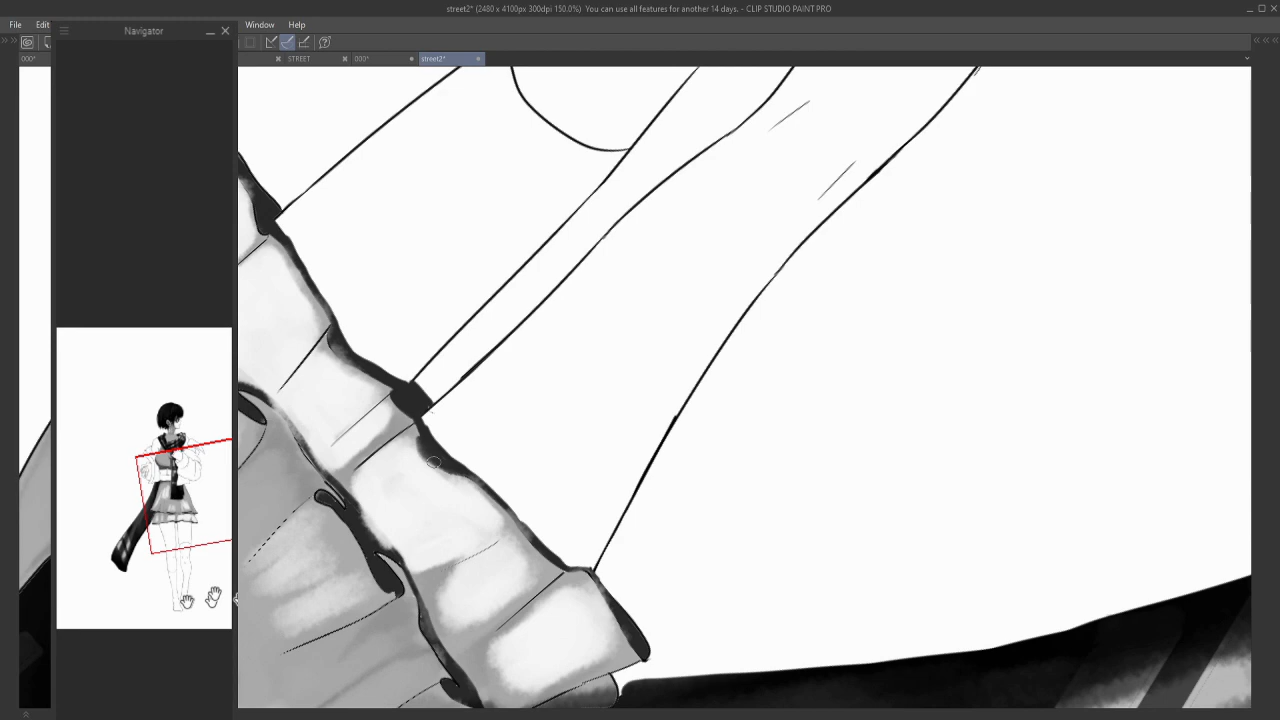 street2* (2480 x 4100px 300dpi 150.0%)  You can use all features for another 14 days. - CLIP STUDIO PAINT PRO
File Edit Window Help
Navigator
000* STREET 000* street2*